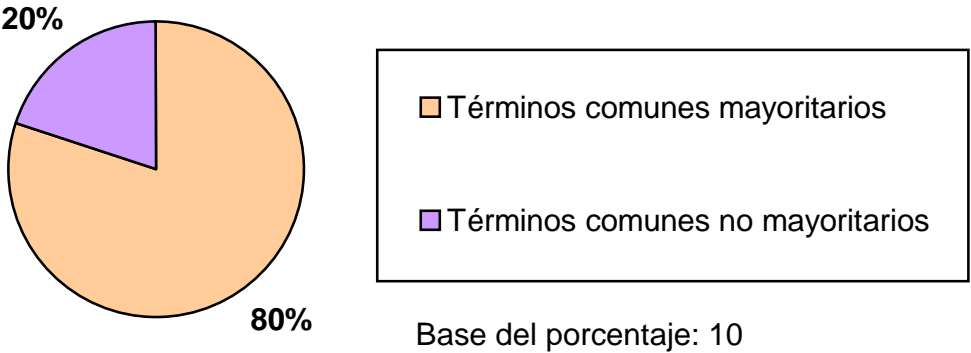 20%
Términos comunes mayoritarios
Términos comunes no mayoritarios
80%
Base del porcentaje: 10